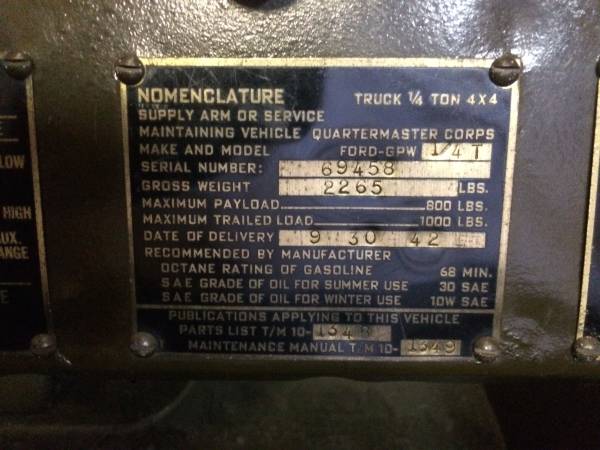 NOMENCLATURE TRUCK 1/4 TON 4X4
SUPPLY ARM OR SERVICE
MAINTAINING VEHICLE QUARTERMASTER CORPS
MAKE AND MODEL FORD-GPW 1/4 T
SERIAL NUMBER: 69458
GROSS WEIGHT 2265 LBS.
MAXIMUM PAYLOAD 800 LBS.
MAXIMUM TRAILED LOAD 1000 LBS.
DATE OF DELIVERY 9 30 42
RECOMMENDED BY MANUFACTURER
OCTANE RATING OF GASOLINE 68 MIN.
SAE GRADE OF OIL FOR SUMMER USE 30 SAE
SAE GRADE OF OIL FOR WINTER USE 10W SAE
PUBLICATIONS APPLYING TO THIS VEHICLE
PARTS LIST T/M 10-
MAINTENANCE MANUAL T/M 10- 1349
LOW
HIGH